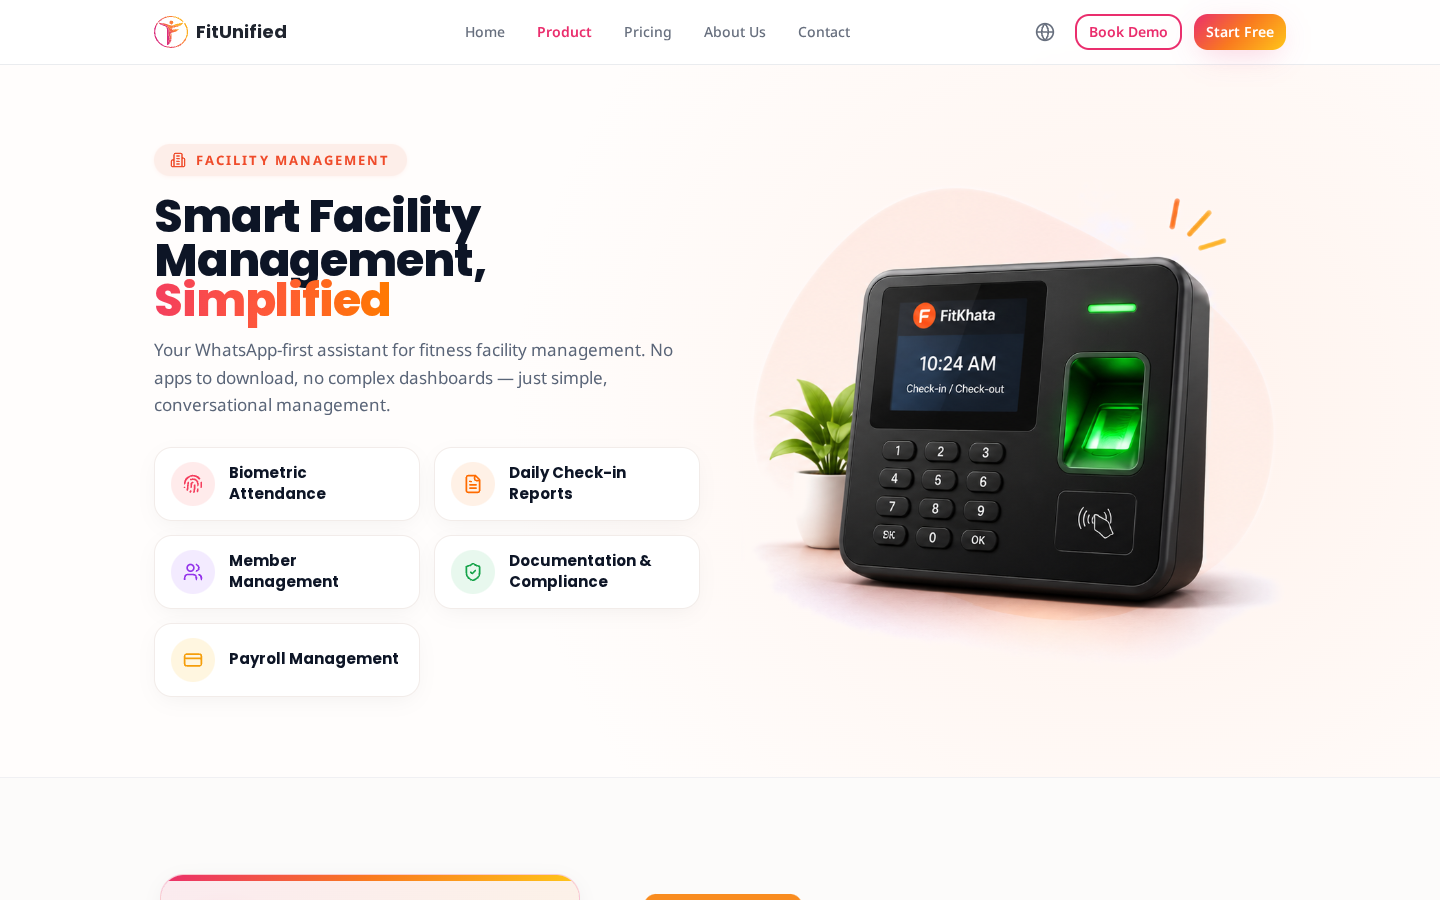 FitUnified
Home
Product
Pricing
About Us
Contact
Book Demo
Start Free
FACILITY MANAGEMENT
Smart Facility
Management,
Simplified
Your WhatsApp-first assistant for fitness facility management. No
apps to download, no complex dashboards — just simple,
conversational management.
Biometric
Attendance
Daily Check-in
Reports
Member
Management
Documentation &
Compliance
Payroll Management
F FitKhata
10:24 AM
Check-in / Check-out
1 2 3
4 5 6
7 8 9
0 OK